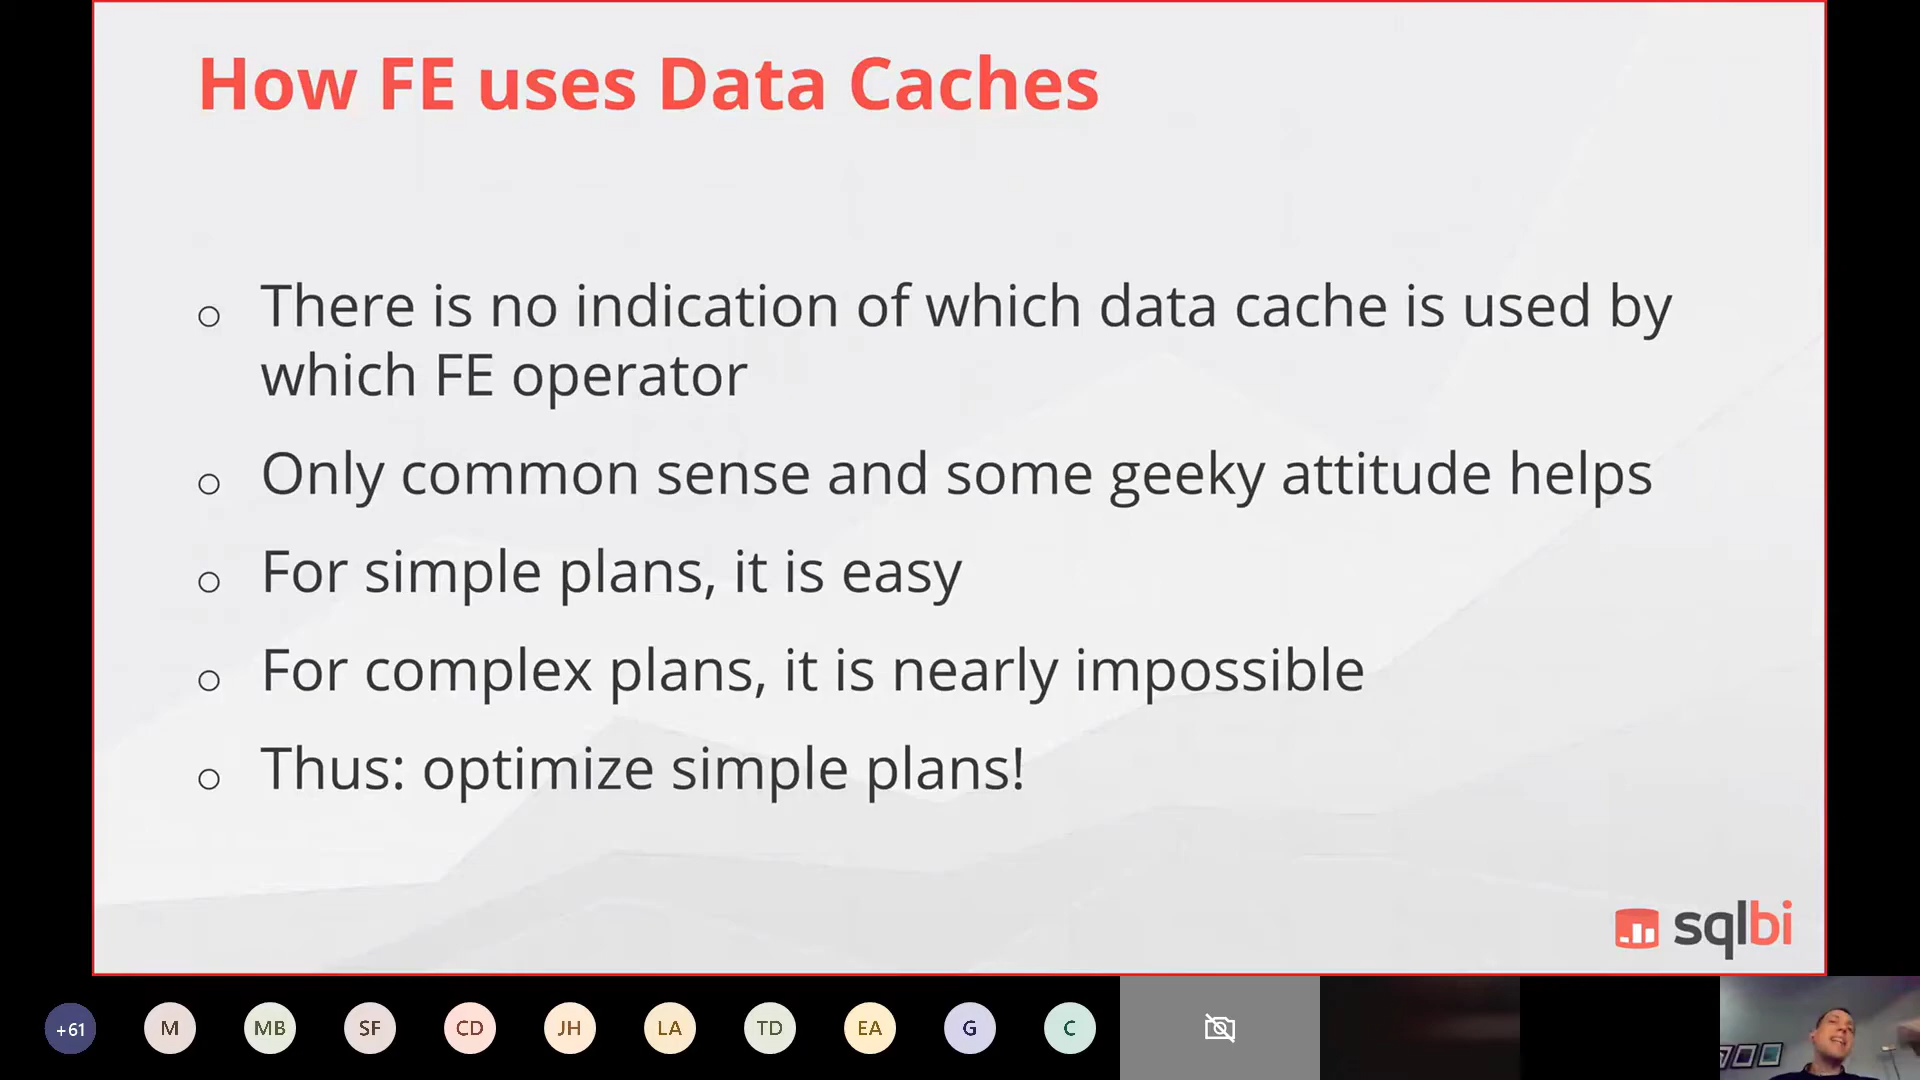 How FE uses Data Caches
There is no indication of which data cache is used by
which FE operator
Only common sense and some geeky attitude helps
For simple plans, it is easy
For complex plans, it is nearly impossible
Thus: optimize simple plans!
sqlbi
+61 M MB SF CD JH LA TD EA G C